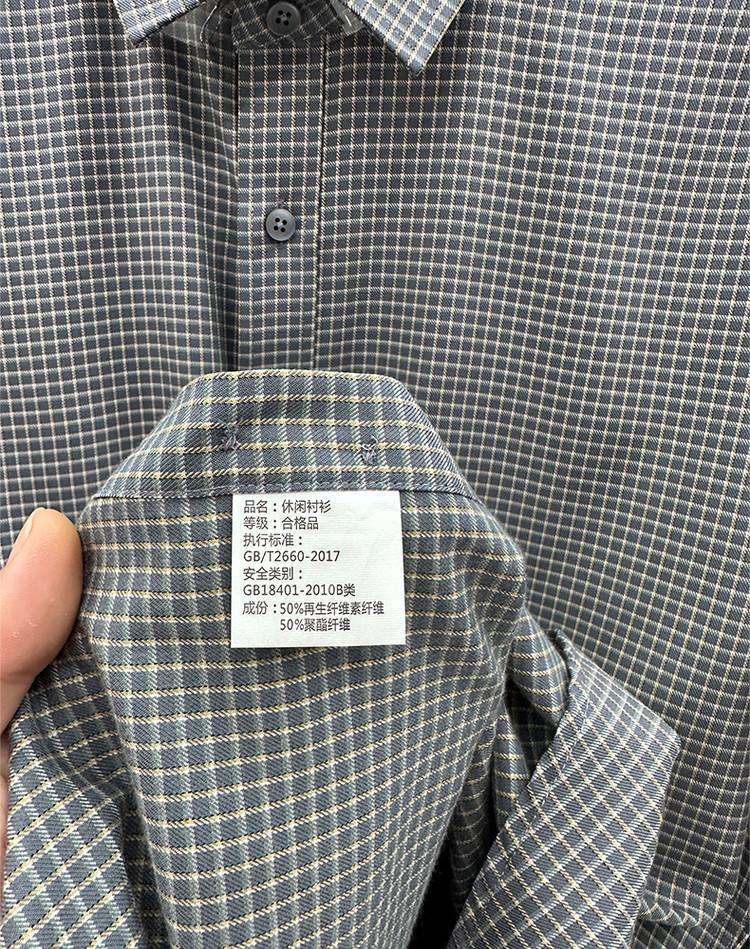 品名：休闲衬衫
等级：合格品
执行标准：
GB/T2660-2017
安全类别：
GB18401-2010B类
成份：50%再生纤维素纤维
50%聚酯纤维